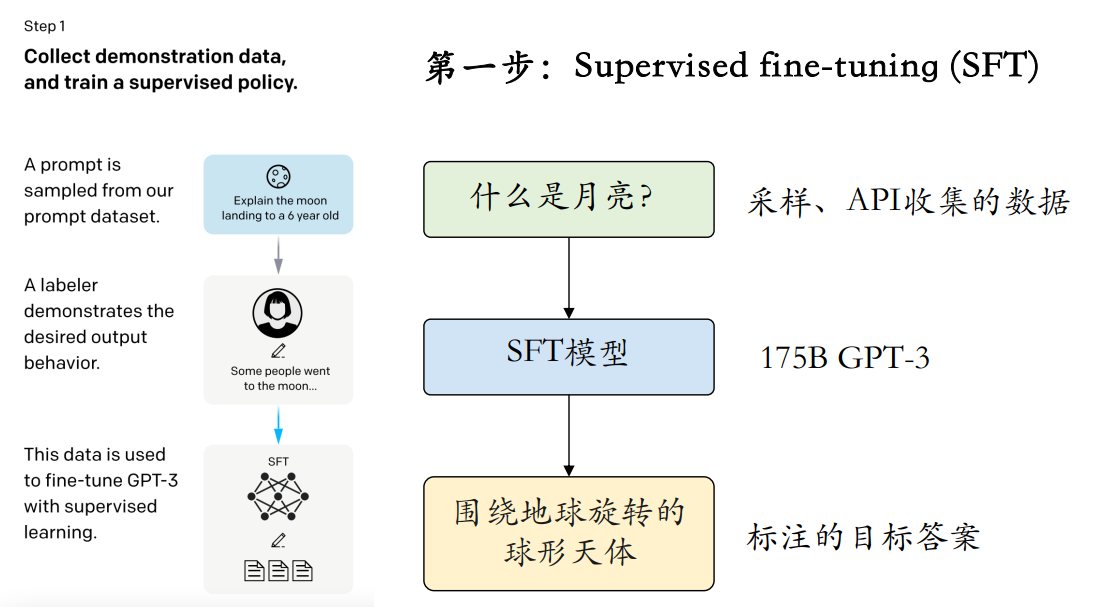 Step 1
Collect demonstration data,
and train a supervised policy.
A prompt is
sampled from our
prompt dataset.
Explain the moon
landing to a 6 year old
A labeler
demonstrates the
desired output
behavior.
Some people went
to the moon...
This data is used
to fine-tune GPT-3
with supervised
learning.
SFT
第一步：Supervised fine-tuning (SFT)
什么是月亮?
采样、API收集的数据
SFT模型
175B GPT-3
围绕地球旋转的
球形天体
标注的目标答案